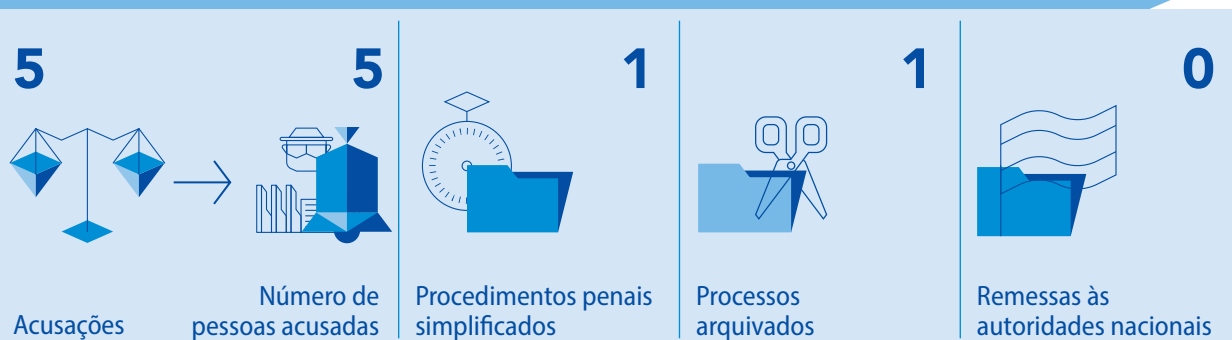 5
Acusações
5
Número de
pessoas acusadas
1
Procedimentos penais
simplificados
1
Processos
arquivados
0
Remessas às
autoridades nacionais